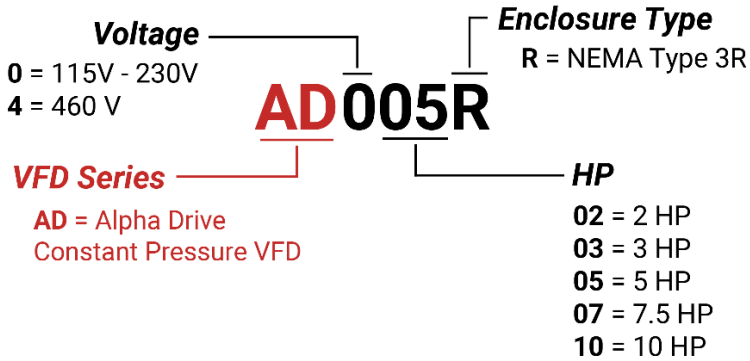 Voltage
0 = 115V - 230V
4 = 460 V
Enclosure Type
R = NEMA Type 3R
AD005R
VFD Series
AD = Alpha Drive
Constant Pressure VFD
HP
02 = 2 HP
03 = 3 HP
05 = 5 HP
07 = 7.5 HP
10 = 10 HP